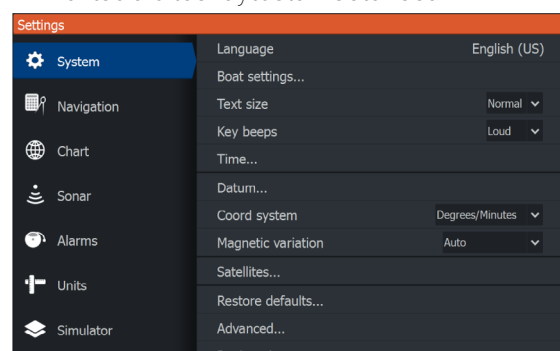 Settings
System
Navigation
Chart
Sonar
Alarms
Units
Simulator
Language English (US)
Boat settings...
Text size Normal
Key beeps Loud
Time...
Datum...
Coord system Degrees/Minutes
Magnetic variation Auto
Satellites...
Restore defaults...
Advanced...